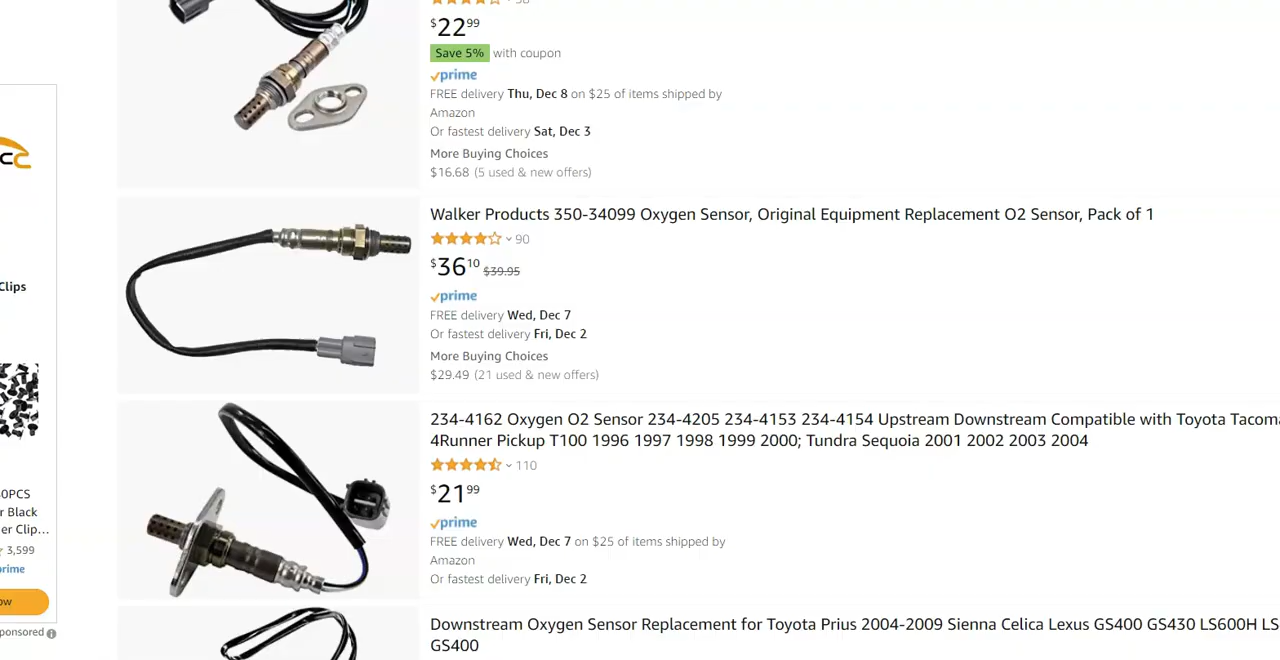 $22 99
Save 5% with coupon
prime
FREE delivery Thu, Dec 8 on $25 of items shipped by
Amazon
Or fastest delivery Sat, Dec 3
More Buying Choices
$16.68 (5 used & new offers)
Walker Products 350-34099 Oxygen Sensor, Original Equipment Replacement O2 Sensor, Pack of 1
90
$36 10 $39.95
prime
FREE delivery Wed, Dec 7
Or fastest delivery Fri, Dec 2
More Buying Choices
$29.49 (21 used & new offers)
234-4162 Oxygen O2 Sensor 234-4205 234-4153 234-4154 Upstream Downstream Compatible with Toyota Tacoma
4Runner Pickup T100 1996 1997 1998 1999 2000; Tundra Sequoia 2001 2002 2003 2004
110
$21 99
prime
FREE delivery Wed, Dec 7 on $25 of items shipped by
Amazon
Or fastest delivery Fri, Dec 2
Downstream Oxygen Sensor Replacement for Toyota Prius 2004-2009 Sienna Celica Lexus GS400 GS430 LS600H LS
GS400
Clips
0PCS
r Black
er Clip...
3,599
prime
ow
ponsored